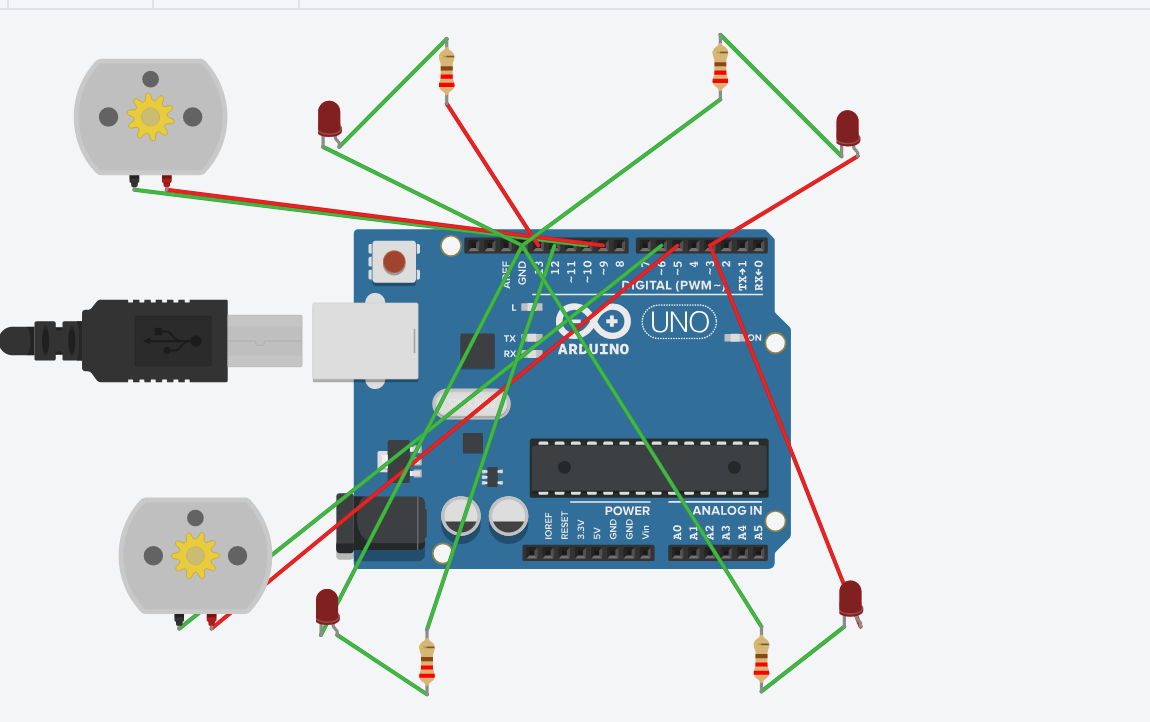 AREF
GND
13
12
~11
~10
~9
8
7
~6
~5
4
~3
2
TX→1
RX←0
DIGITAL (PWM~)
L
TX
RX
ARDUINO
UNO
ON
POWER
ANALOG IN
IOREF
RESET
3.3V
5V
GND
GND
Vin
A0
A1
A2
A3
A4
A5